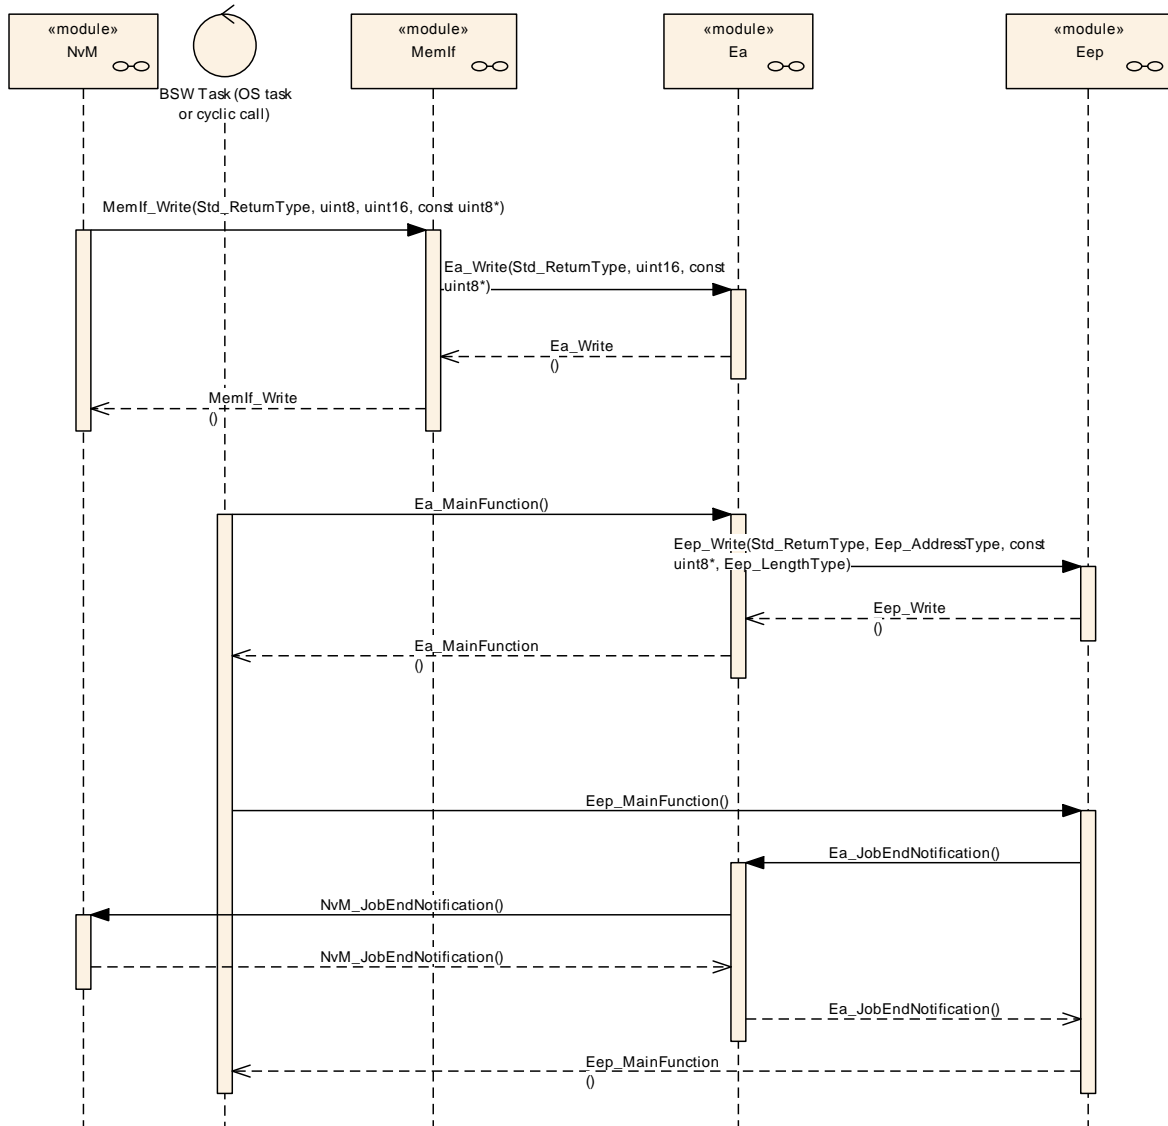 «module»
NvM
BSW Task (OS task
or cyclic call)
«module»
MemIf
«module»
Ea
«module»
Eep
MemIf_Write(Std_ReturnType, uint8, uint16, const uint8*)
Ea_Write(Std_ReturnType, uint16, const
uint8*)
Ea_Write
()
MemIf_Write
()
Ea_MainFunction()
Eep_Write(Std_ReturnType, Eep_AddressType, const
uint8*, Eep_LengthType)
Eep_Write
()
Ea_MainFunction
()
Eep_MainFunction()
Ea_JobEndNotification()
NvM_JobEndNotification()
NvM_JobEndNotification()
Ea_JobEndNotification()
Eep_MainFunction
()